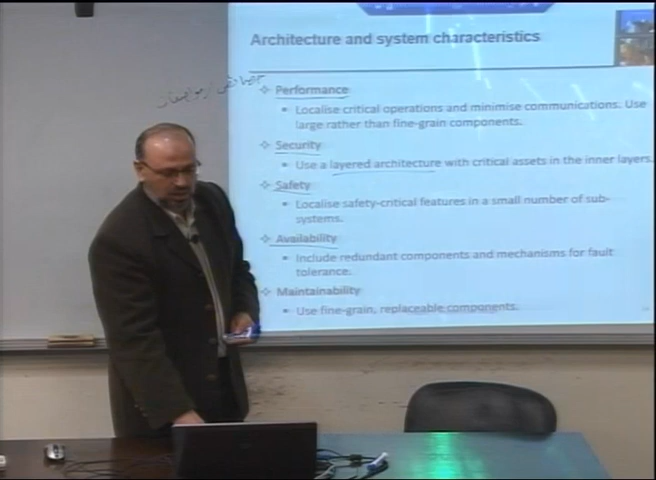 Architecture and system characteristics
Performance
Localise critical operations and minimise communications. Use
large rather than fine-grain components.
Security
Use a layered architecture with critical assets in the inner layers.
Safety
Localise safety-critical features in a small number of sub-
systems.
Availability
Include redundant components and mechanisms for fault
tolerance.
Maintainability
Use fine-grain, replaceable components.